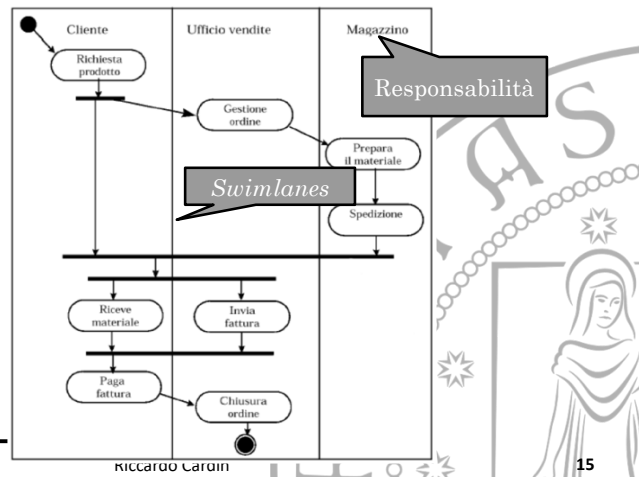 Cliente
Ufficio vendite
Magazzino
Richiesta
prodotto
Responsabilità
Gestione
ordine
Prepara
il materiale
Swimlanes
Spedizione
Riceve
materiale
Invia
fattura
Paga
fattura
Chiusura
ordine
Riccardo Cardin
15
AS